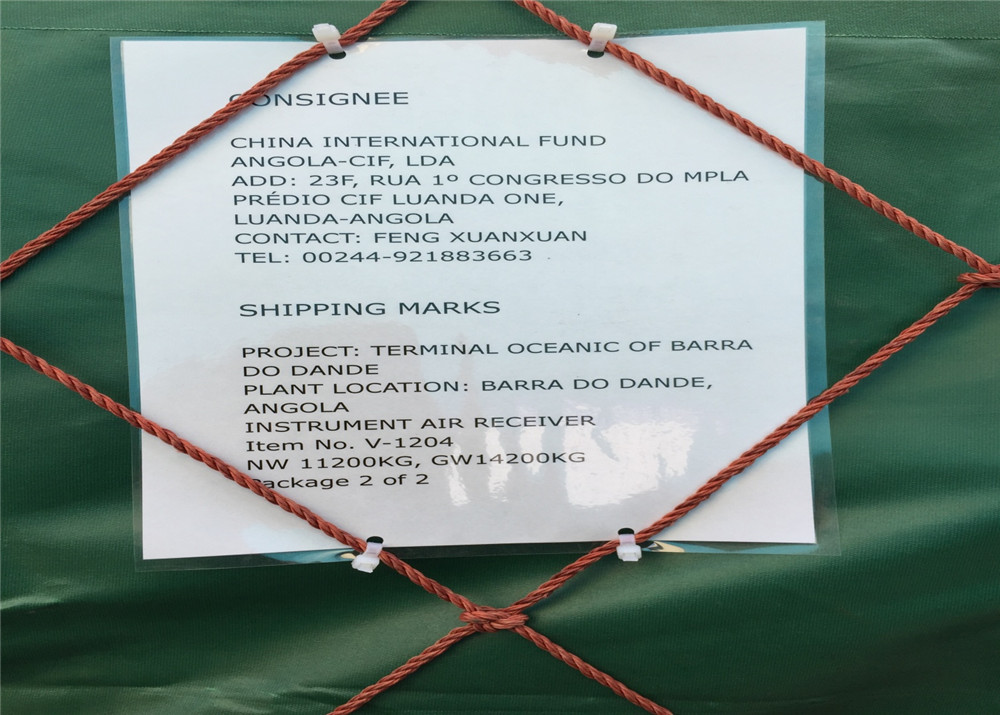 CONSIGNEE
CHINA INTERNATIONAL FUND
ANGOLA-CIF, LDA
ADD: 23F, RUA 1º CONGRESSO DO MPLA
PRÉDIO CIF LUANDA ONE,
LUANDA-ANGOLA
CONTACT: FENG XUANXUAN
TEL: 00244-921883663
SHIPPING MARKS
PROJECT: TERMINAL OCEANIC OF BARRA
DO DANDE
PLANT LOCATION: BARRA DO DANDE,
ANGOLA
INSTRUMENT AIR RECEIVER
Item No. V-1204
NW 11200KG, GW14200KG
Package 2 of 2